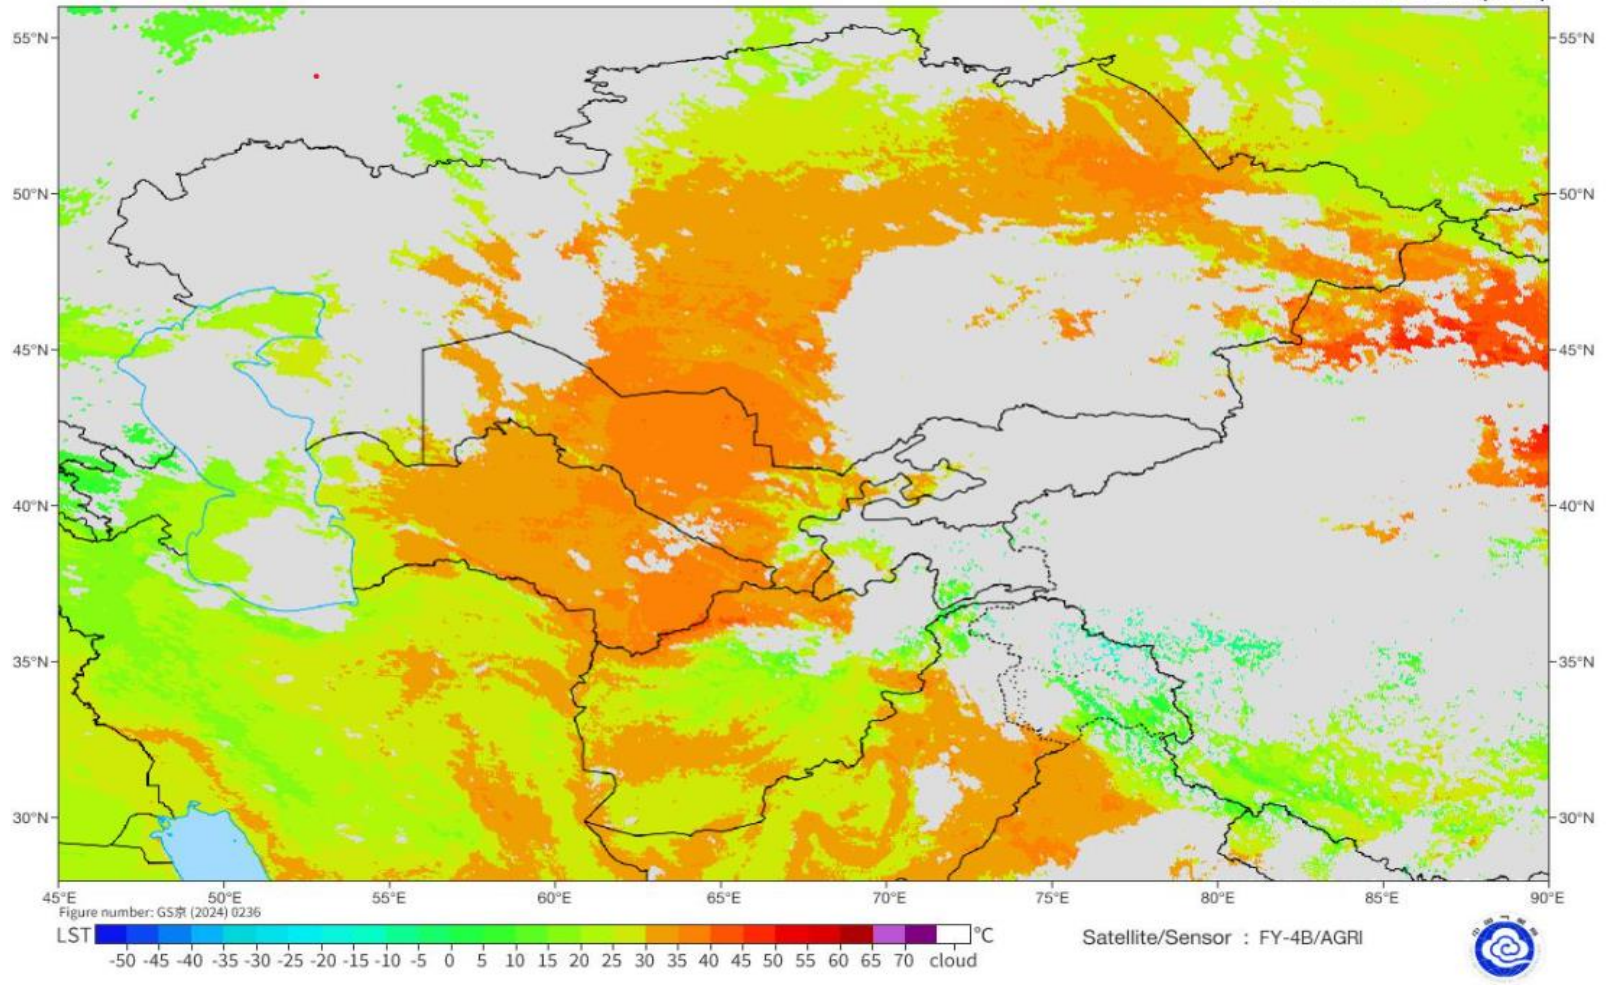 55°N
55°N
50°N
50°N
45°N
45°N
40°N
40°N
35°N
35°N
30°N
30°N
45°E 50°E 55°E 60°E 65°E 70°E 75°E 80°E 85°E 90°E
Figure number: GS京 (2024) 0236
LST °C
-50 -45 -40 -35 -30 -25 -20 -15 -10 -5 0 5 10 15 20 25 30 35 40 45 50 55 60 65 70 cloud
Satellite/Sensor : FY-4B/AGRI